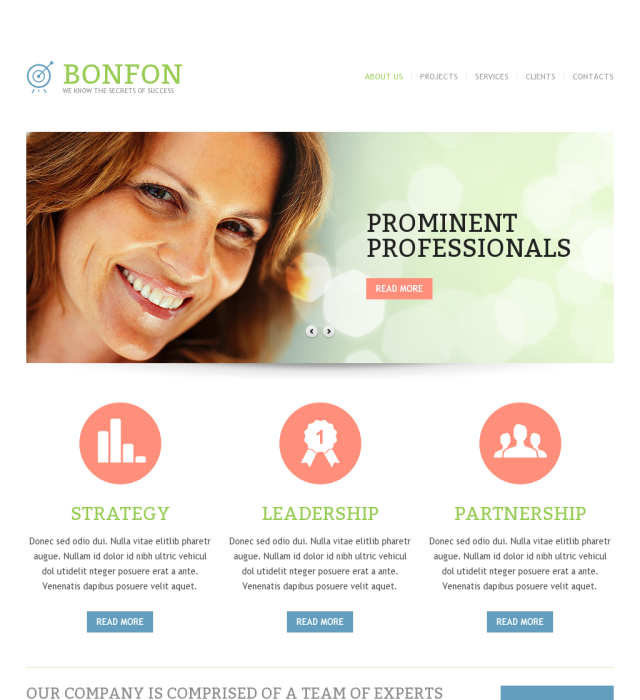 BONFON
WE KNOW THE SECRETS OF SUCCESS
ABOUT US PROJECTS SERVICES CLIENTS CONTACTS
PROMINENT
PROFESSIONALS
READ MORE
1
STRATEGY
Donec sed odio dui. Nulla vitae elitlib pharetr
augue. Nullam id dolor id nibh ultric vehicul
dol utidelit nteger posuere erat a ante.
Venenatis dapibus posuere velit aquet.
READ MORE
LEADERSHIP
Donec sed odio dui. Nulla vitae elitlib pharetr
augue. Nullam id dolor id nibh ultric vehicul
dol utidelit nteger posuere erat a ante.
Venenatis dapibus posuere velit aquet.
READ MORE
PARTNERSHIP
Donec sed odio dui. Nulla vitae elitlib pharetr
augue. Nullam id dolor id nibh ultric vehicul
dol utidelit nteger posuere erat a ante.
Venenatis dapibus posuere velit aquet.
READ MORE
OUR COMPANY IS COMPRISED OF A TEAM OF EXPERTS